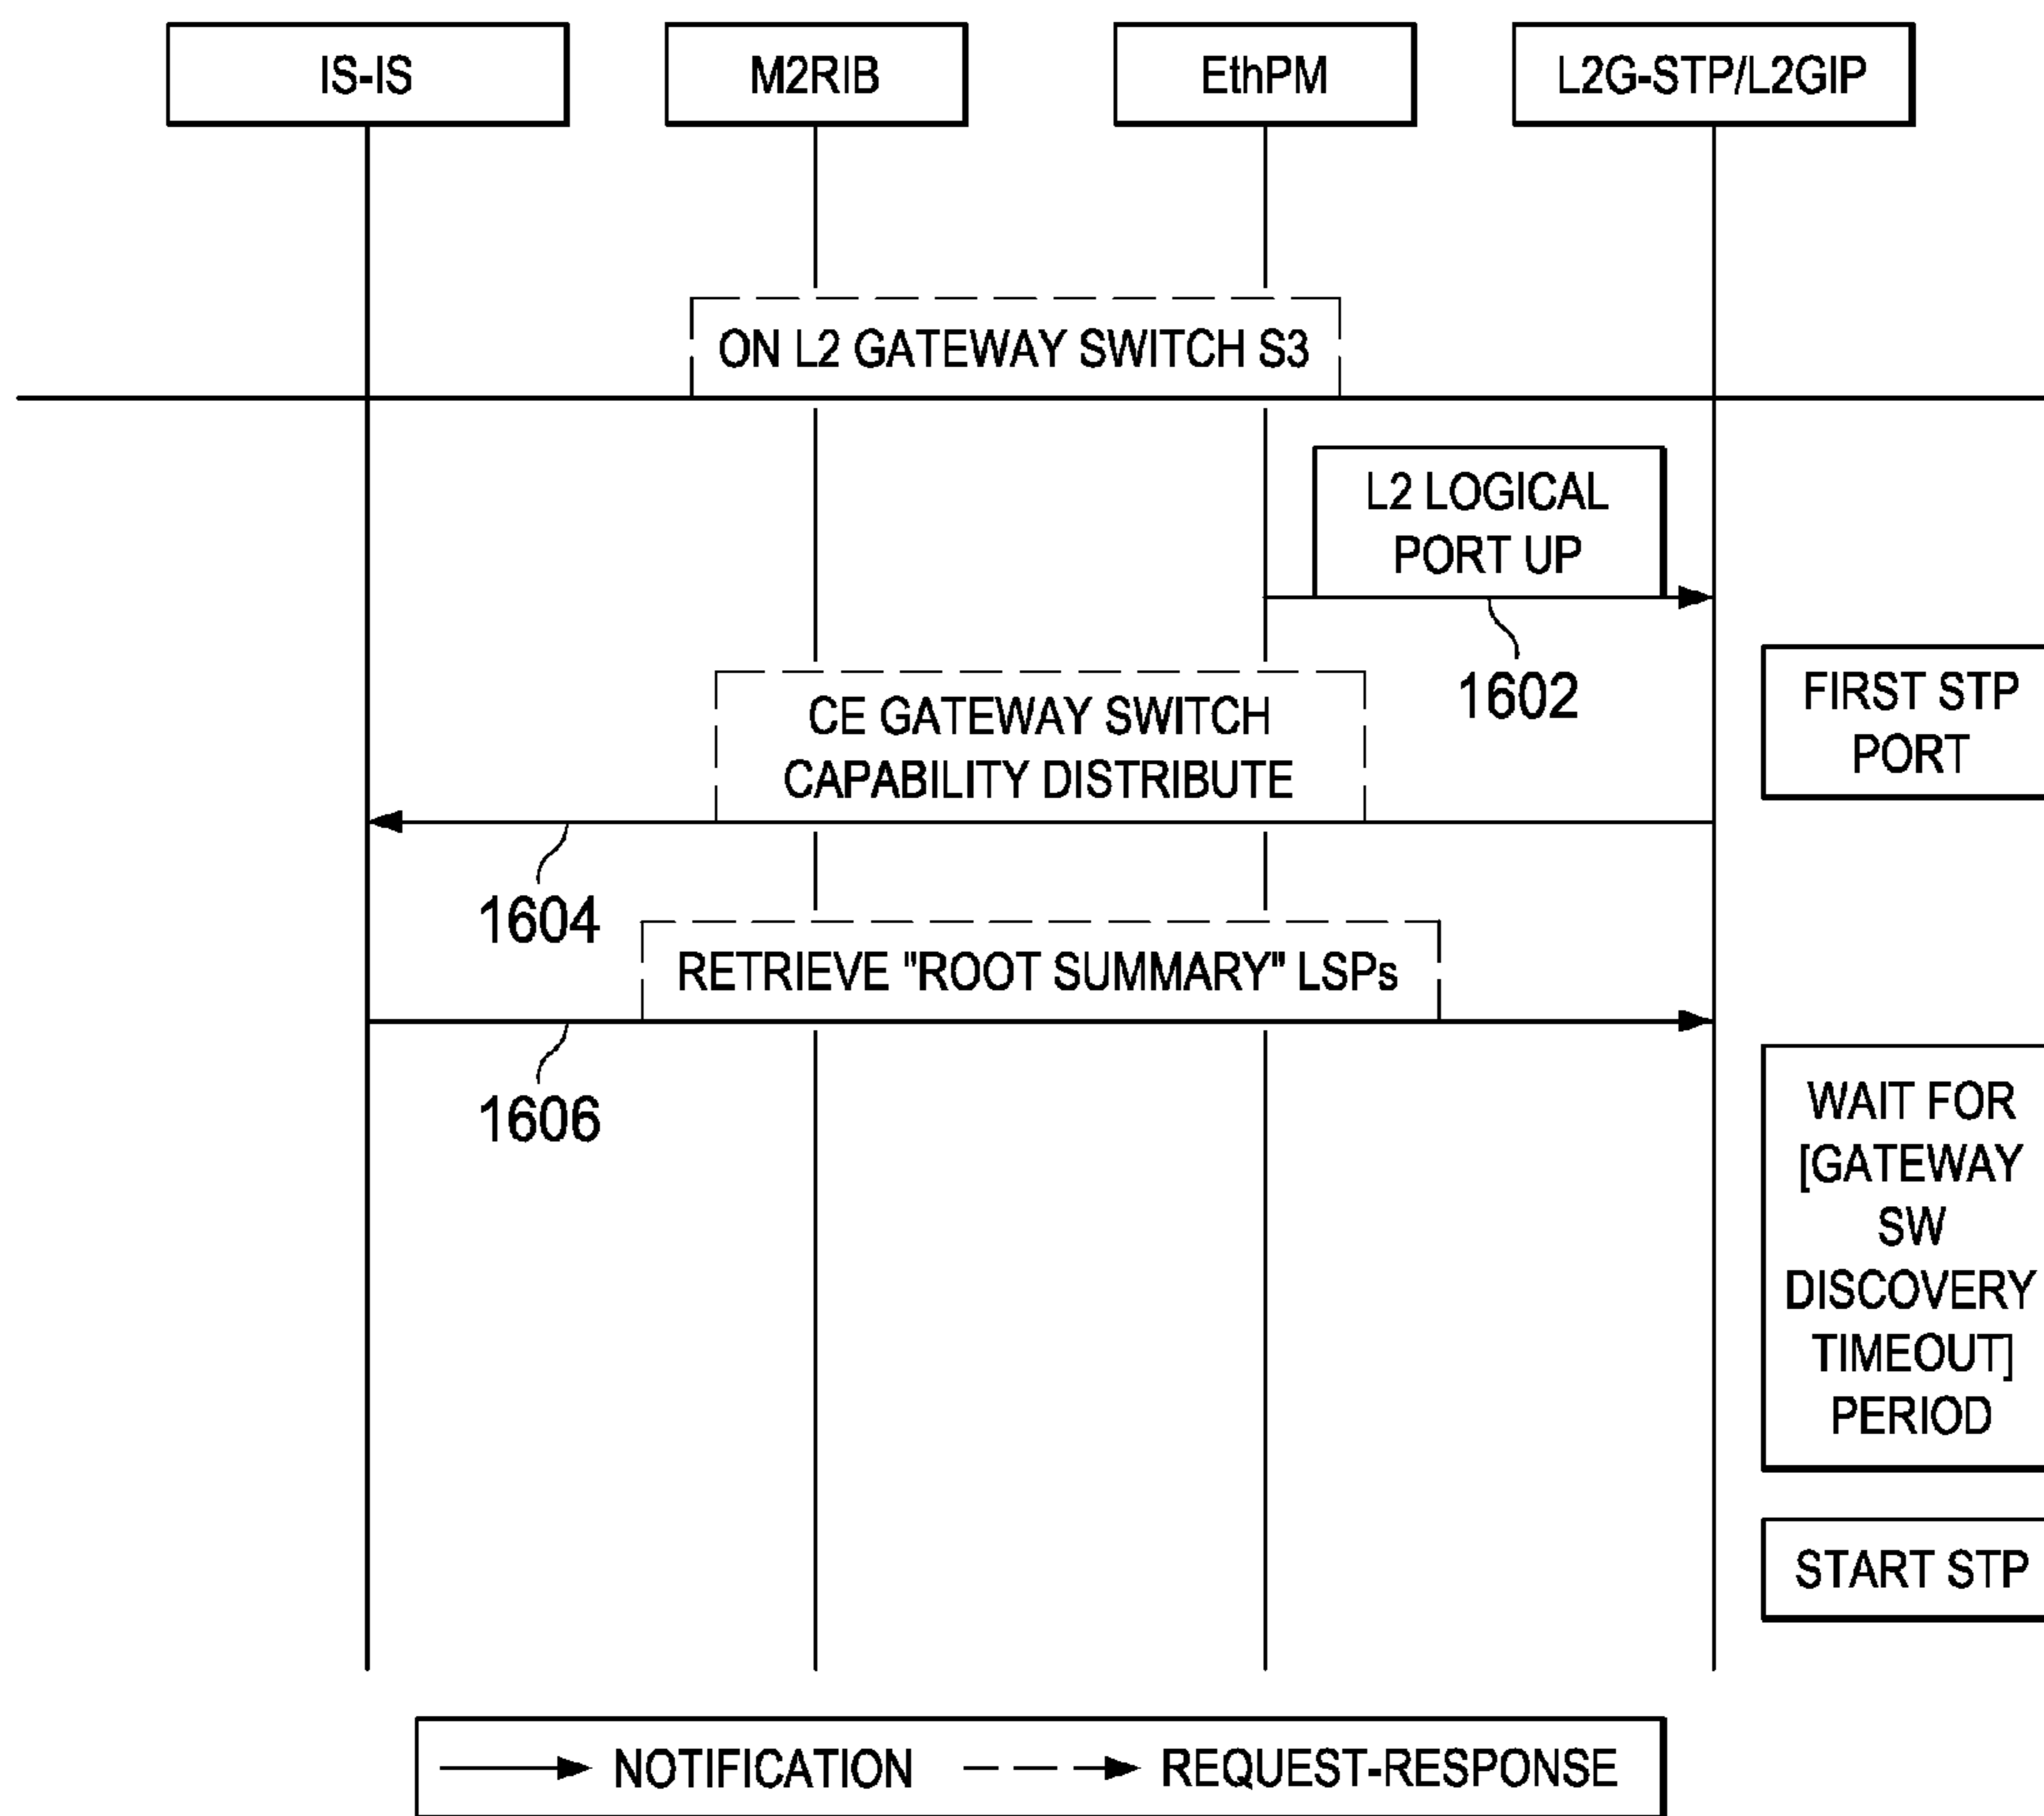 IS-IS
M2RIB
EthPM
L2G-STP/L2GIP
ON L2 GATEWAY SWITCH S3
L2 LOGICAL
PORT UP
1602
FIRST STP
PORT
CE GATEWAY SWITCH
CAPABILITY DISTRIBUTE
1604
RETRIEVE "ROOT SUMMARY" LSPs
1606
WAIT FOR
[GATEWAY
SW
DISCOVERY
TIMEOUT]
PERIOD
START STP
NOTIFICATION
REQUEST-RESPONSE